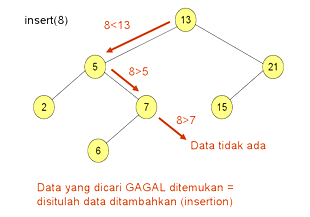 insert(8)
8<13
13
5
21
8>5
2
7
15
8>7
6
Data tidak ada
Data yang dicari GAGAL ditemukan =
disitulah data ditambahkan (insertion)